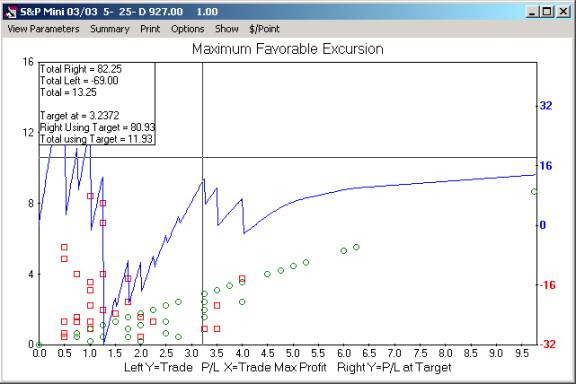 S&P Mini 03/03 5- 25- D 927.00 1.00
View Parameters Summary Print Options Show $/Point
Maximum Favorable Excursion
16
Total Right = 82.25
Total Left = -69.00
Total = 13.25
Target at = 3.2372
Right Using Target = 80.93
Total using Target = 11.93
12
8
4
0
32
16
0
-16
-32
0.0 0.5 1.0 1.5 2.0 2.5 3.0 3.5 4.0 4.5 5.0 5.5 6.0 6.5 7.0 7.5 8.0 8.5 9.0 9.5
Left Y=Trade P/L X=Trade Max Profit Right Y=P/L at Target